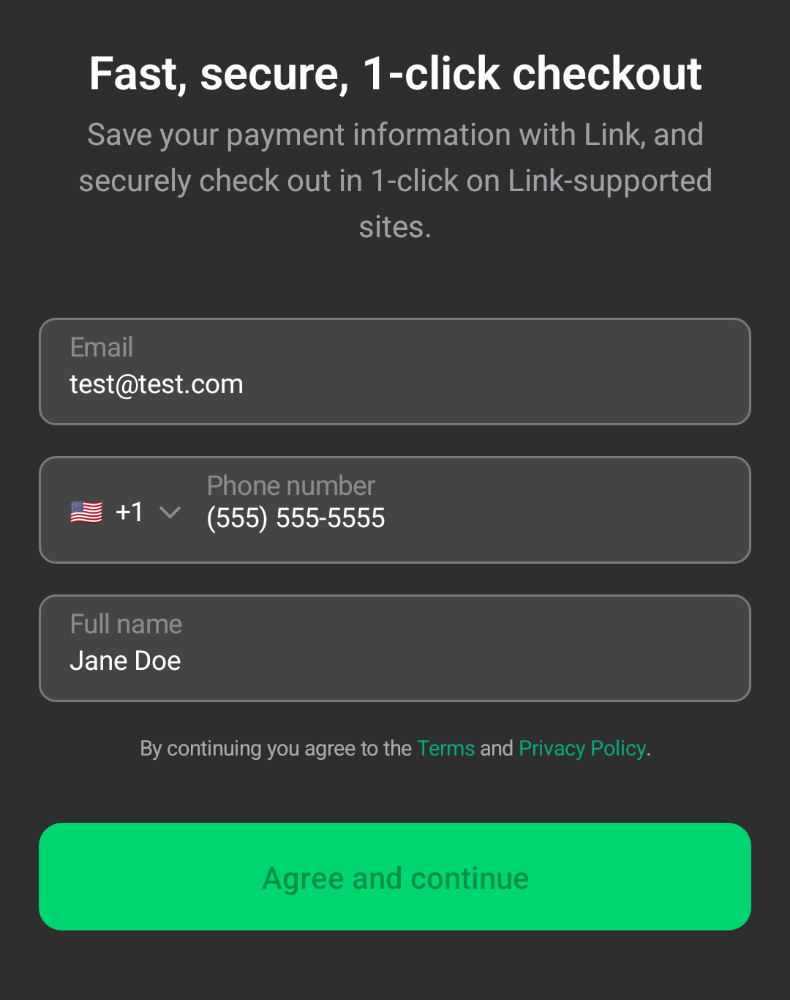 Fast, secure, 1-click checkout
Save your payment information with Link, and
securely check out in 1-click on Link-supported
sites.
Email
test@test.com
+1
Phone number
(555) 555-5555
Full name
Jane Doe
By continuing you agree to the Terms and Privacy Policy.
Agree and continue